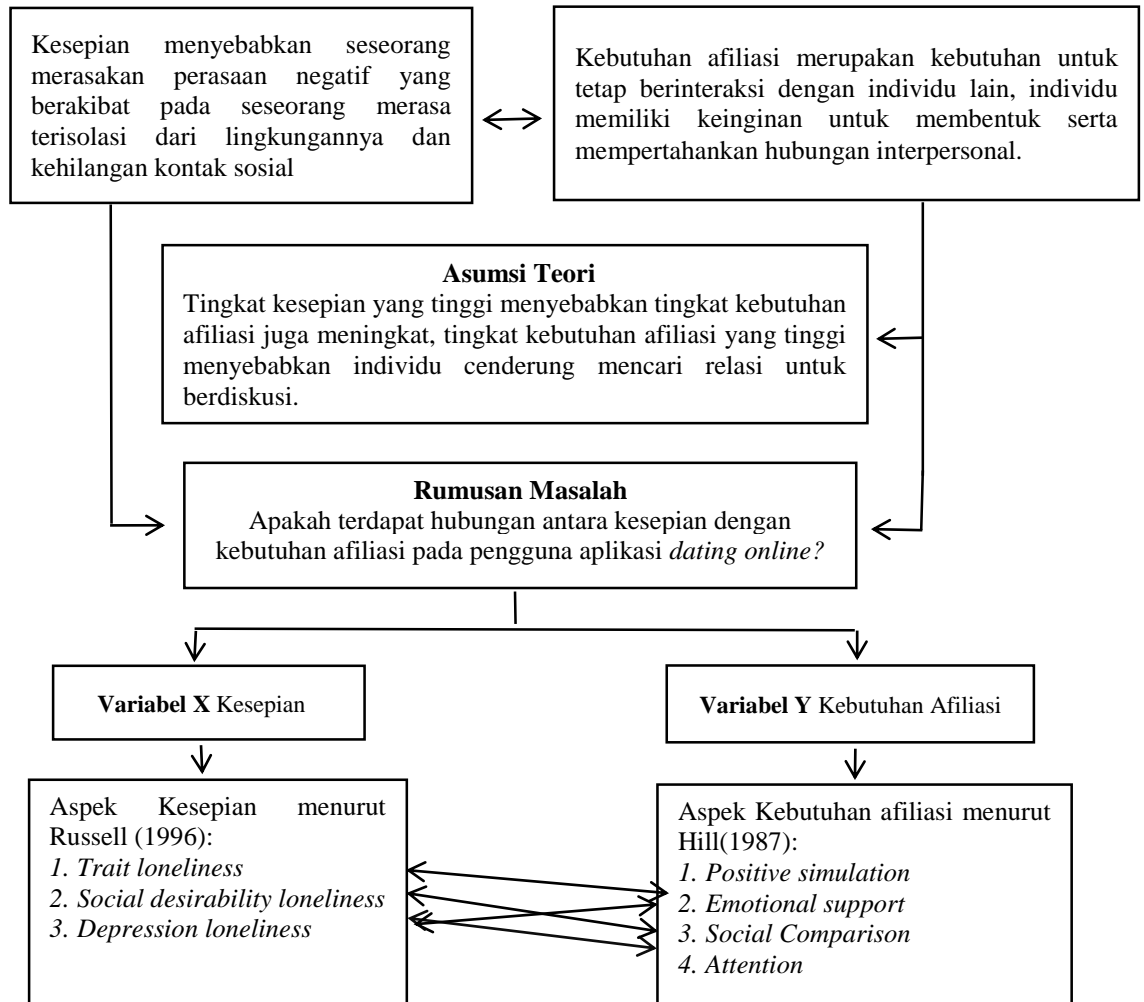 Kesepian menyebabkan seseorang
merasakan perasaan negatif yang
berakibat pada seseorang merasa
terisolasi dari lingkungannya dan
kehilangan kontak sosial
Kebutuhan afiliasi merupakan kebutuhan untuk
tetap berinteraksi dengan individu lain, individu
memiliki keinginan untuk membentuk serta
mempertahankan hubungan interpersonal.
Asumsi Teori
Tingkat kesepian yang tinggi menyebabkan tingkat kebutuhan
afiliasi juga meningkat, tingkat kebutuhan afiliasi yang tinggi
menyebabkan individu cenderung mencari relasi untuk
berdiskusi.
Rumusan Masalah
Apakah terdapat hubungan antara kesepian dengan
kebutuhan afiliasi pada pengguna aplikasi dating online?
Variabel X Kesepian
Variabel Y Kebutuhan Afiliasi
Aspek Kesepian menurut
Russell (1996):
1. Trait loneliness
2. Social desirability loneliness
3. Depression loneliness
Aspek Kebutuhan afiliasi menurut
Hill(1987):
1. Positive simulation
2. Emotional support
3. Social Comparison
4. Attention